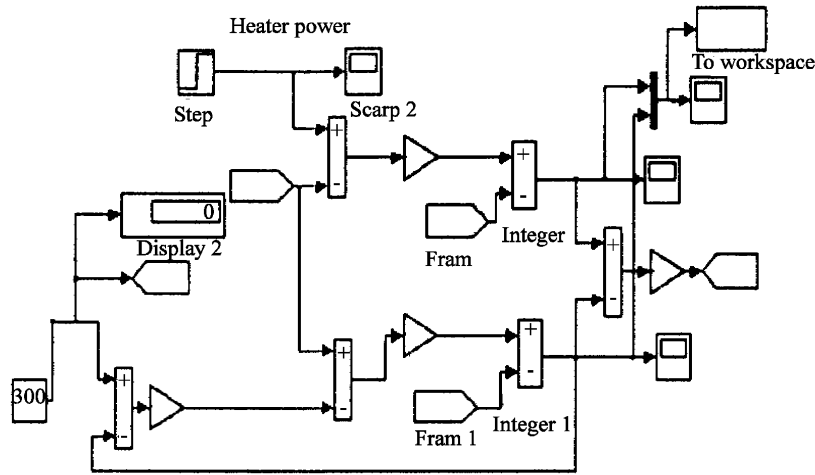 Heater power
To workspace
Step
Scarp 2
+
-
+
-
0
Display 2
Integer
Fram
+
-
+
-
+
-
300
+
-
Fram 1
Integer 1